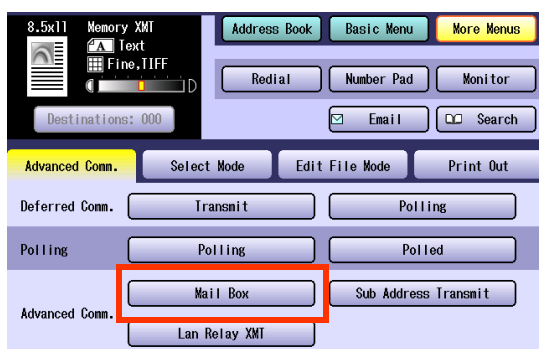 8.5x11 Memory XMT
A Text
Fine,TIFF
Destinations: 000
Address Book Basic Menu More Menus
Redial Number Pad Monitor
Email Search
Advanced Comm. Select Mode Edit File Mode Print Out
Deferred Comm. Transmit Polling
Polling Polling Polled
Advanced Comm. Mail Box Sub Address Transmit
Lan Relay XMT